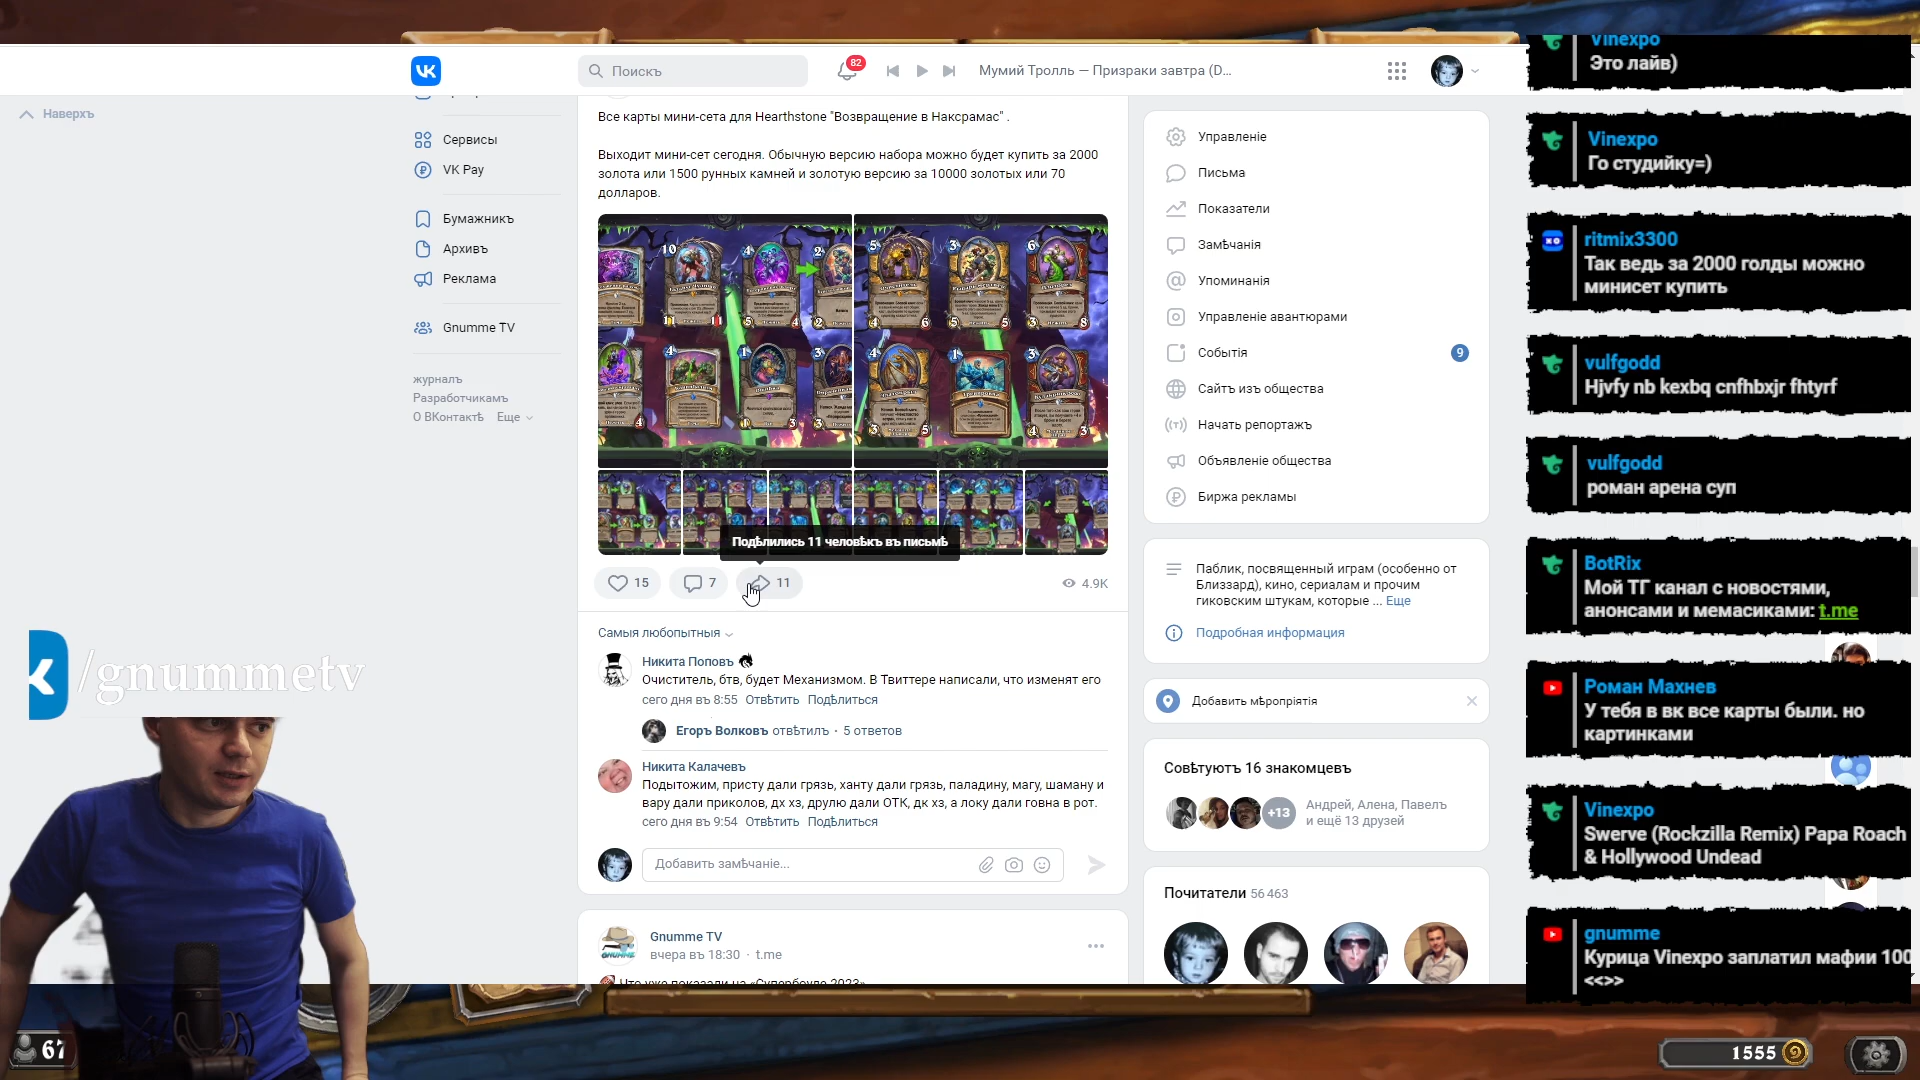 Поискъ
82
Мумий Тролль — Призраки завтра (D...
Наверхъ
Сервисы
VK Pay
Бумажникъ
Архивъ
Реклама
Gnumme TV
журналъ
Разработчикамъ
О ВКонтактѣ Еще
Все карты мини-сета для Hearthstone "Возвращение в Наксрамас" .
Выходит мини-сет сегодня. Обычную версию набора можно будет купить за 2000
золота или 1500 рунных камней и золотую версию за 10000 золотых или 70
долларов.
Подѣлились 11 человѣкъ въ письмѣ
15
7
11
4.9K
Самыя любопытныя
Никита Поповъ
Очиститель, бтв, будет Механизмом. В Твиттере написали, что изменят его
сего дня въ 8:55 Отвѣтить Подѣлиться
Егоръ Волковъ отвѣтилъ · 5 ответов
Никита Калачевъ
Подытожим, присту дали грязь, ханту дали грязь, паладину, магу, шаману и
вару дали приколов, дх хз, друлю дали ОТК, дк хз, а локу дали говна в рот.
сего дня въ 9:54 Отвѣтить Подѣлиться
Добавить замѣчаніе...
Gnumme TV
вчера въ 18:30 · t.me
Что уже показали на «Супербоуле 2023»
Управленіе
Письма
Показатели
Замѣчанія
Упоминанія
Управленіе авантюрами
Событія
9
Сайтъ изъ общества
Начать репортажъ
Объявленіе общества
Биржа рекламы
Паблик, посвященный играм (особенно от
Близзард), кино, сериалам и прочим
гиковским штукам, которые ... Еще
Подробная информация
Добавить мѣропріятія
Совѣтуютъ 16 знакомцевъ
+13
Андрей, Алена, Павелъ
и ещё 13 друзей
Почитатели 56 463
Vinexpo
Это лайв)
Vinexpo
Го студийку=)
ritmix3300
Так ведь за 2000 голды можно
минисет купить
vulfgodd
Hjvfy nb kexbq cnfhbxjr fhtyrf
vulfgodd
роман арена суп
BotRix
Мой ТГ канал с новостями,
анонсами и мемасиками: t.me
Роман Махнев
У тебя в вк все карты были. но
картинками
Vinexpo
Swerve (Rockzilla Remix) Papa Roach
& Hollywood Undead
gnumme
Курица Vinexpo заплатил мафии 100
<<>>
/gnummetv
67
1555